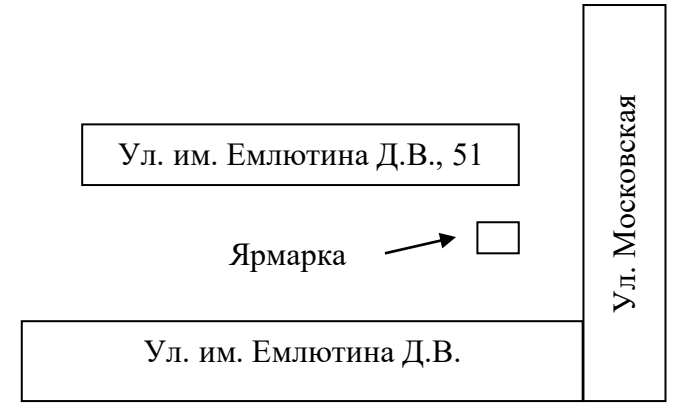 Ул. им. Емлютина Д.В., 51
Ул. Московская
Ярмарка
Ул. им. Емлютина Д.В.